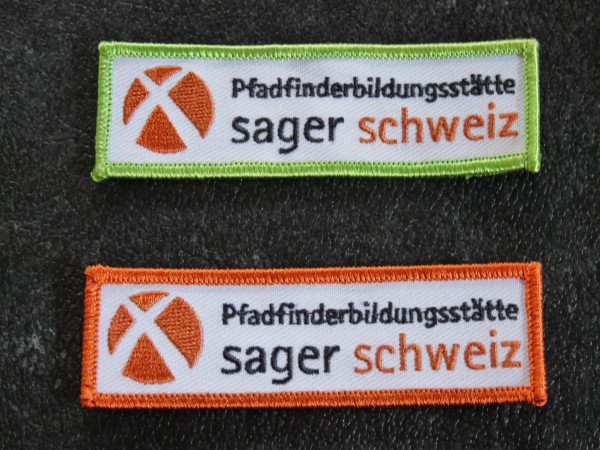 Pfadfinderbildungsstätte
sager schweiz
Pfadfinderbildungsstätte
sager schweiz